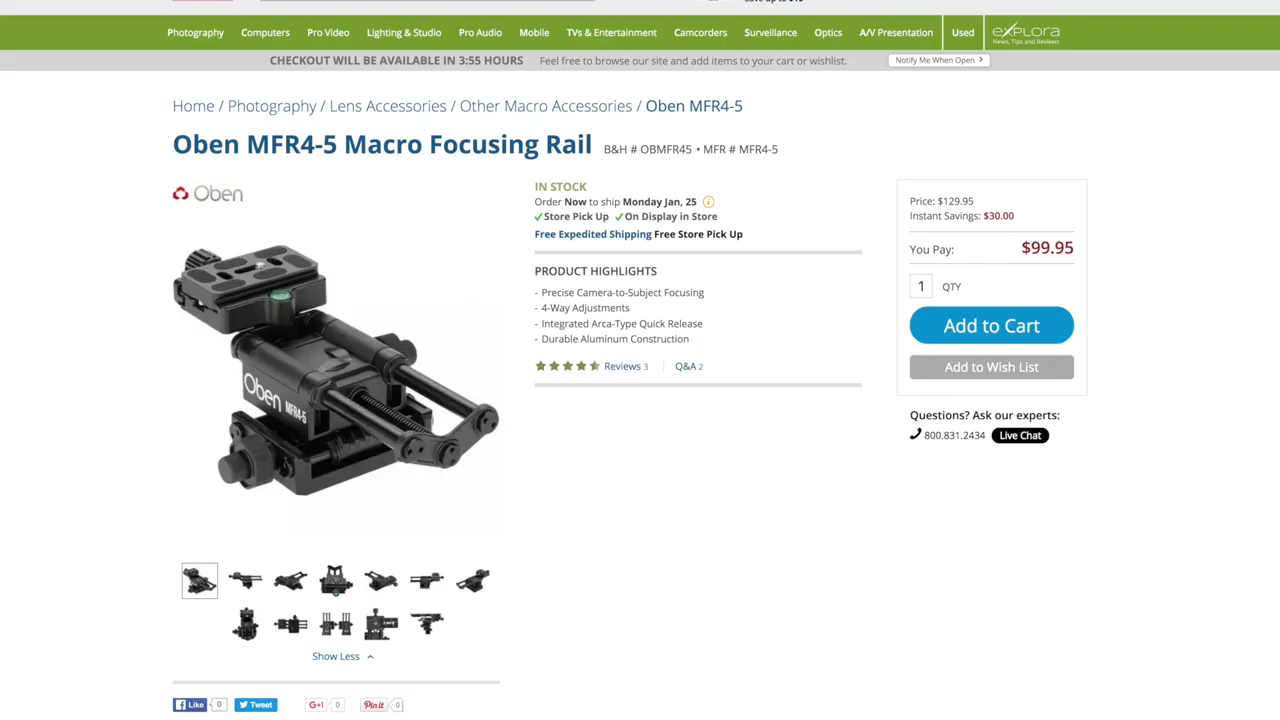 Photography Computers Pro Video Lighting & Studio Pro Audio Mobile TVs & Entertainment Camcorders Surveillance Optics A/V Presentation Used explora
News, Tips and Reviews
CHECKOUT WILL BE AVAILABLE IN 3:55 HOURS Feel free to browse our site and add items to your cart or wishlist. Notify Me When Open
Home / Photography / Lens Accessories / Other Macro Accessories / Oben MFR4-5
Oben MFR4-5 Macro Focusing Rail B&H # OBMFR45 • MFR # MFR4-5
Oben
IN STOCK
Order Now to ship Monday Jan, 25
Store Pick Up On Display in Store
Free Expedited Shipping Free Store Pick Up
PRODUCT HIGHLIGHTS
- Precise Camera-to-Subject Focusing
- 4-Way Adjustments
- Integrated Arca-Type Quick Release
- Durable Aluminum Construction
Reviews 3 Q&A 2
Price: $129.95
Instant Savings: $30.00
You Pay: $99.95
1 QTY
Add to Cart
Add to Wish List
Questions? Ask our experts:
800.831.2434 Live Chat
Oben MFR4-5
Show Less
Like 0 Tweet G+1 0 Pin it 0